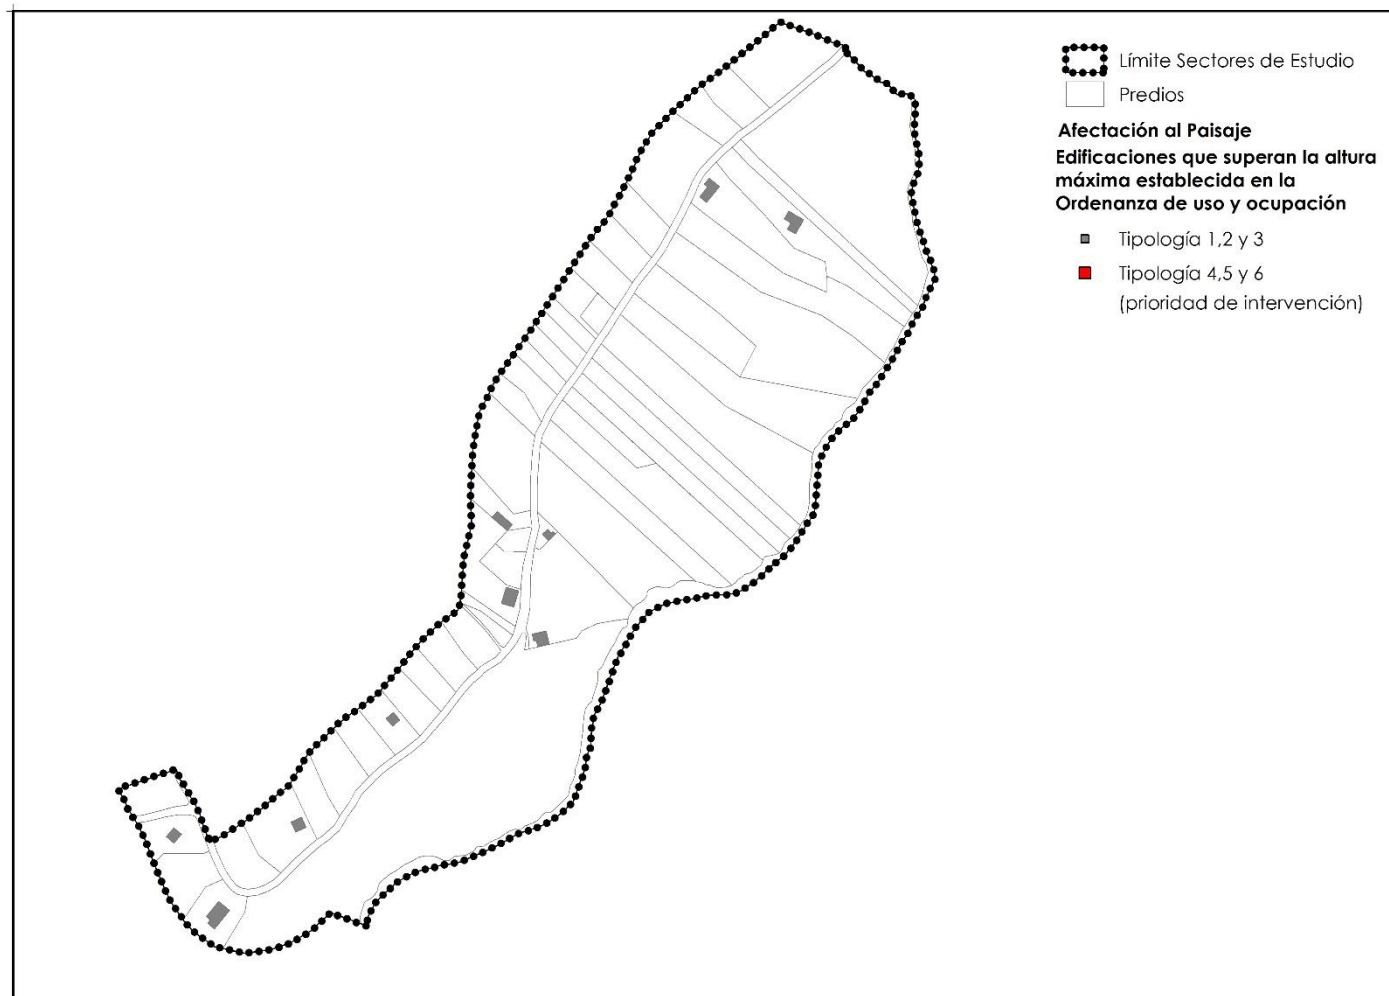 Límite Sectores de Estudio
Predios
Afectación al Paisaje
Edificaciones que superan la altura
máxima establecida en la
Ordenanza de uso y ocupación
Tipología 1,2 y 3
Tipología 4,5 y 6
(prioridad de intervención)